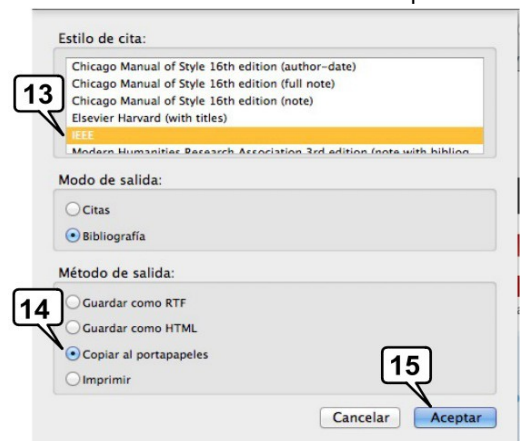 Estilo de cita:
Chicago Manual of Style 16th edition (author-date)
Chicago Manual of Style 16th edition (full note)
13
Chicago Manual of Style 16th edition (note)
Elsevier Harvard (with titles)
IEEE
Modern Humanities Research Association 3rd edition (note with bibliog
Modo de salida:
Citas
Bibliografía
Método de salida:
Guardar como RTF
14
Guardar como HTML
Copiar al portapapeles
15
Imprimir
Cancelar Aceptar